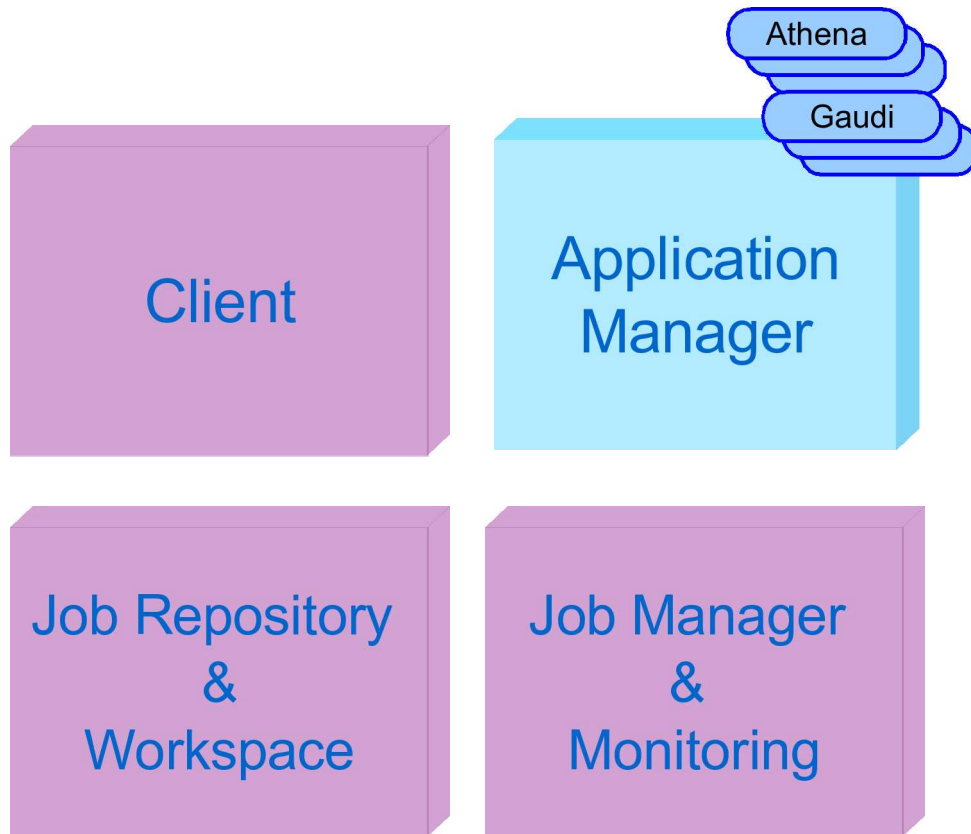 Athena
Gaudi
Client
Application
Manager
Job Repository
&
Workspace
Job Manager
&
Monitoring